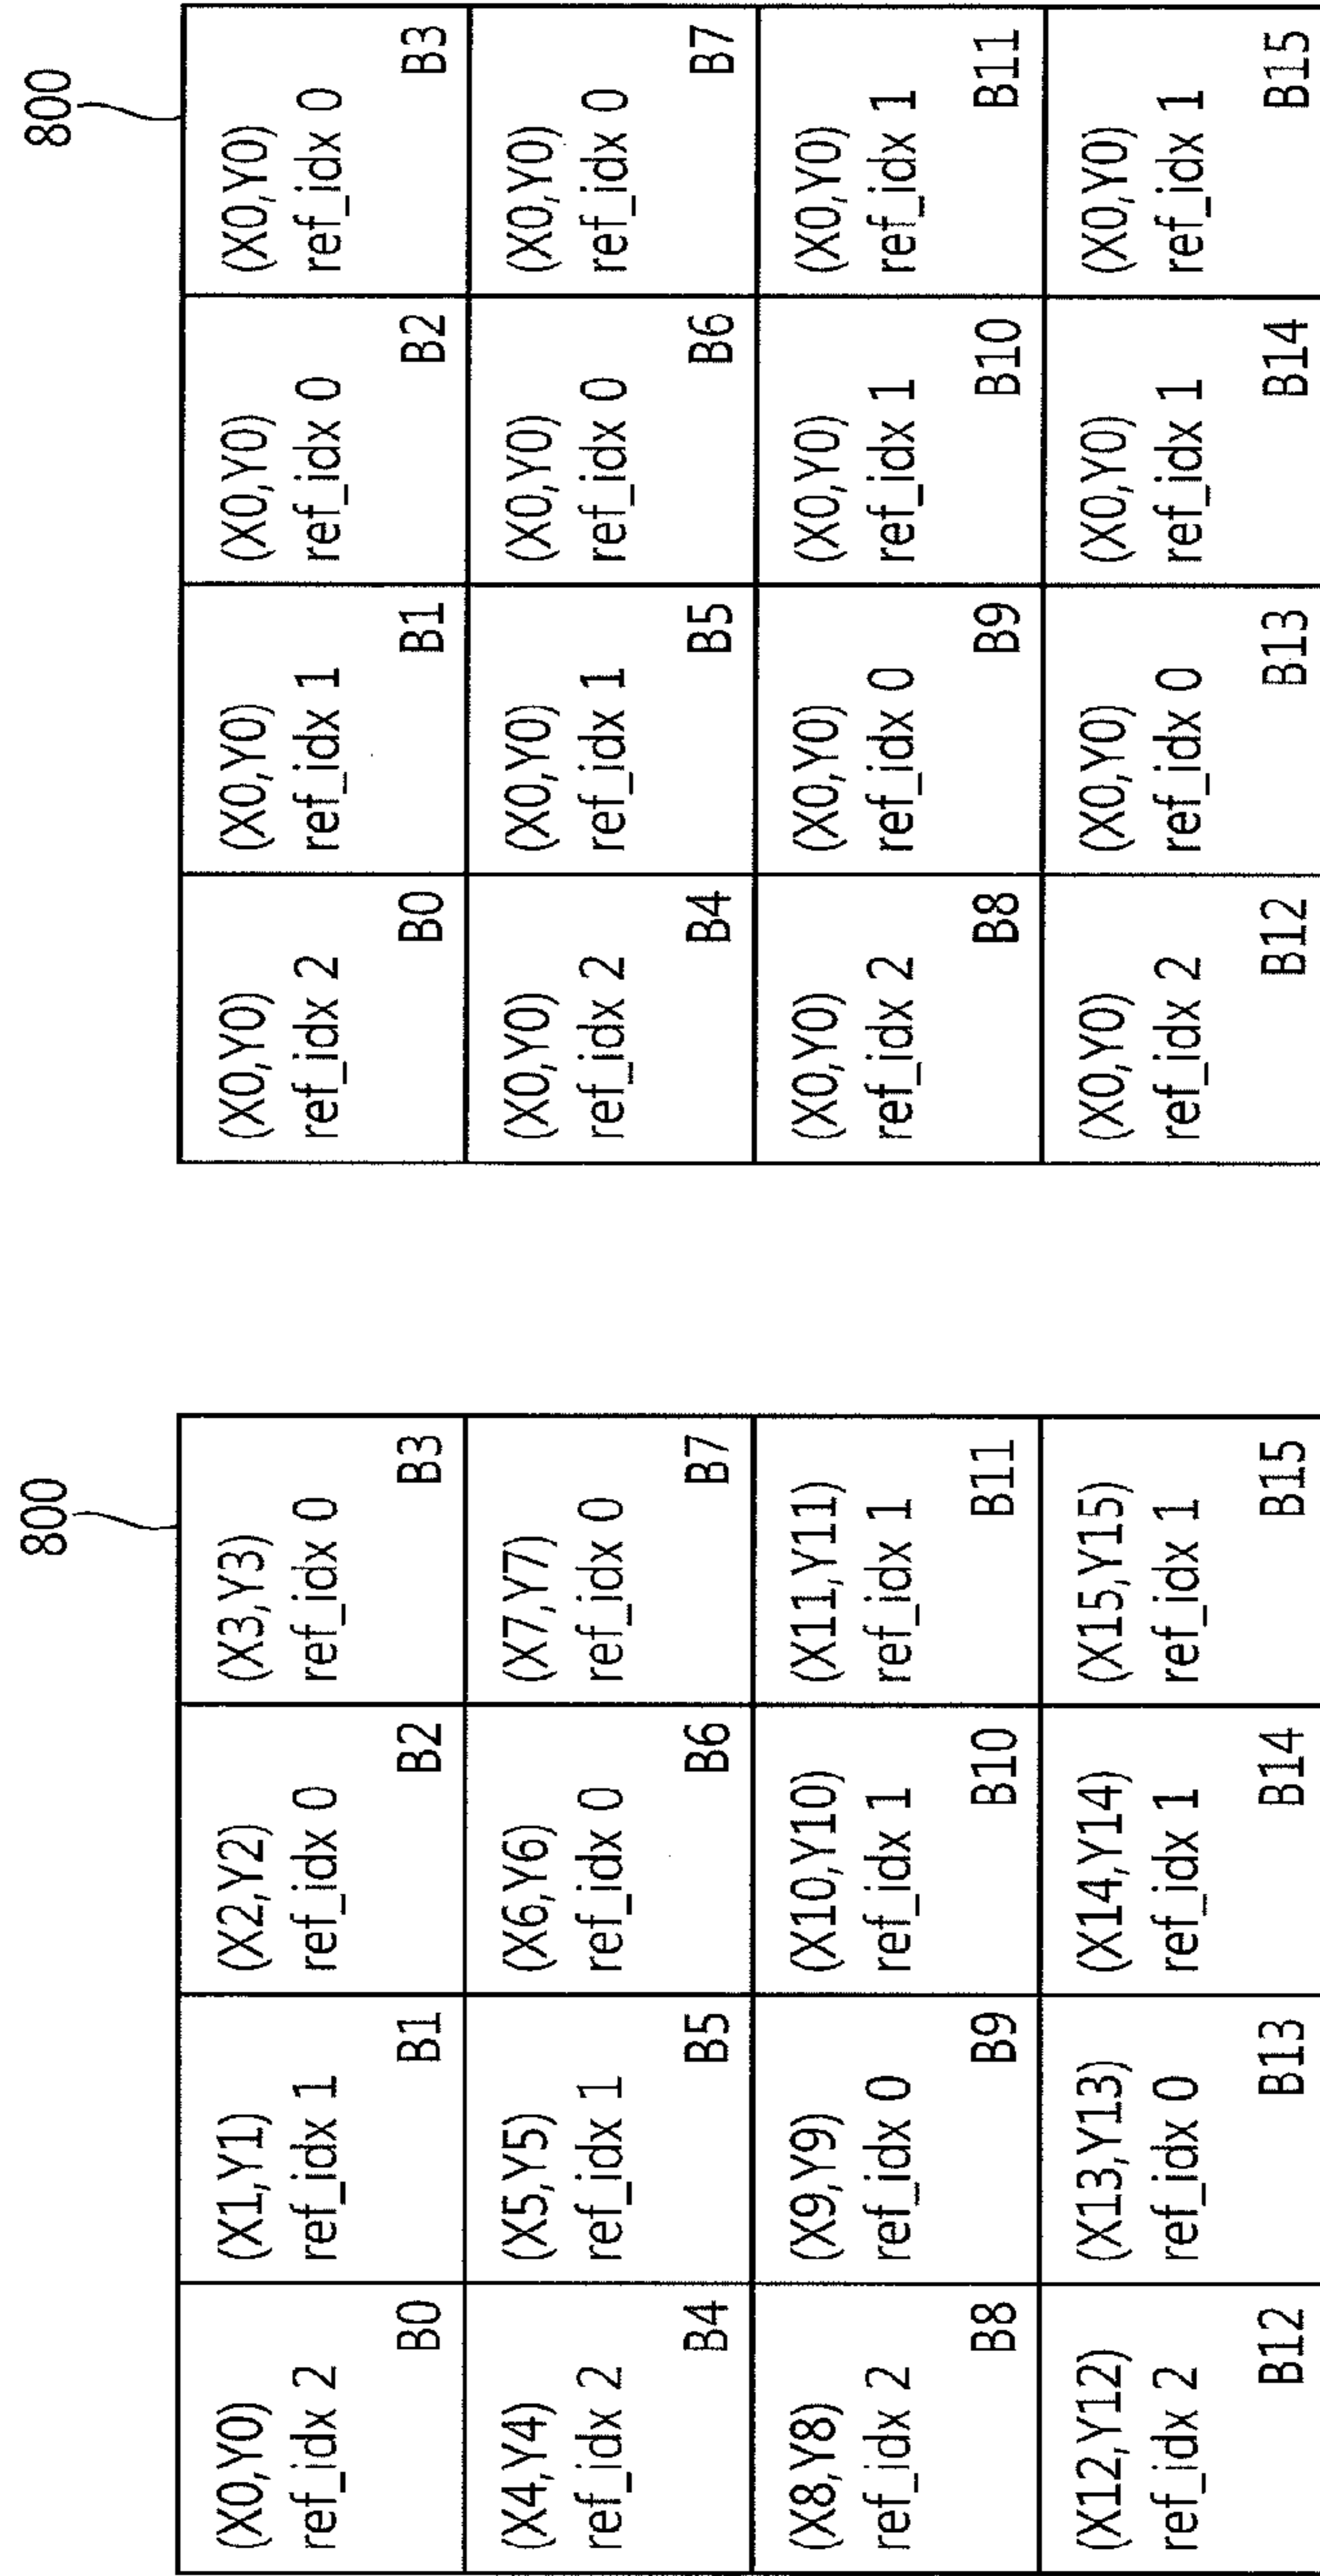 800
(X0,Y0)
ref_idx 2
B0
(X1,Y1)
ref_idx 1
B1
(X2,Y2)
ref_idx 0
B2
(X3,Y3)
ref_idx 0
B3
(X4,Y4)
ref_idx 2
B4
(X5,Y5)
ref_idx 1
B5
(X6,Y6)
ref_idx 0
B6
(X7,Y7)
ref_idx 0
B7
(X8,Y8)
ref_idx 2
B8
(X9,Y9)
ref_idx 0
B9
(X10,Y10)
ref_idx 1
B10
(X11,Y11)
ref_idx 1
B11
(X12,Y12)
ref_idx 2
B12
(X13,Y13)
ref_idx 0
B13
(X14,Y14)
ref_idx 1
B14
(X15,Y15)
ref_idx 1
B15
800
(X0,Y0)
ref_idx 2
B0
(X0,Y0)
ref_idx 1
B1
(X0,Y0)
ref_idx 0
B2
(X0,Y0)
ref_idx 0
B3
(X0,Y0)
ref_idx 2
B4
(X0,Y0)
ref_idx 1
B5
(X0,Y0)
ref_idx 0
B6
(X0,Y0)
ref_idx 0
B7
(X0,Y0)
ref_idx 2
B8
(X0,Y0)
ref_idx 0
B9
(X0,Y0)
ref_idx 1
B10
(X0,Y0)
ref_idx 1
B11
(X0,Y0)
ref_idx 2
B12
(X0,Y0)
ref_idx 0
B13
(X0,Y0)
ref_idx 1
B14
(X0,Y0)
ref_idx 1
B15